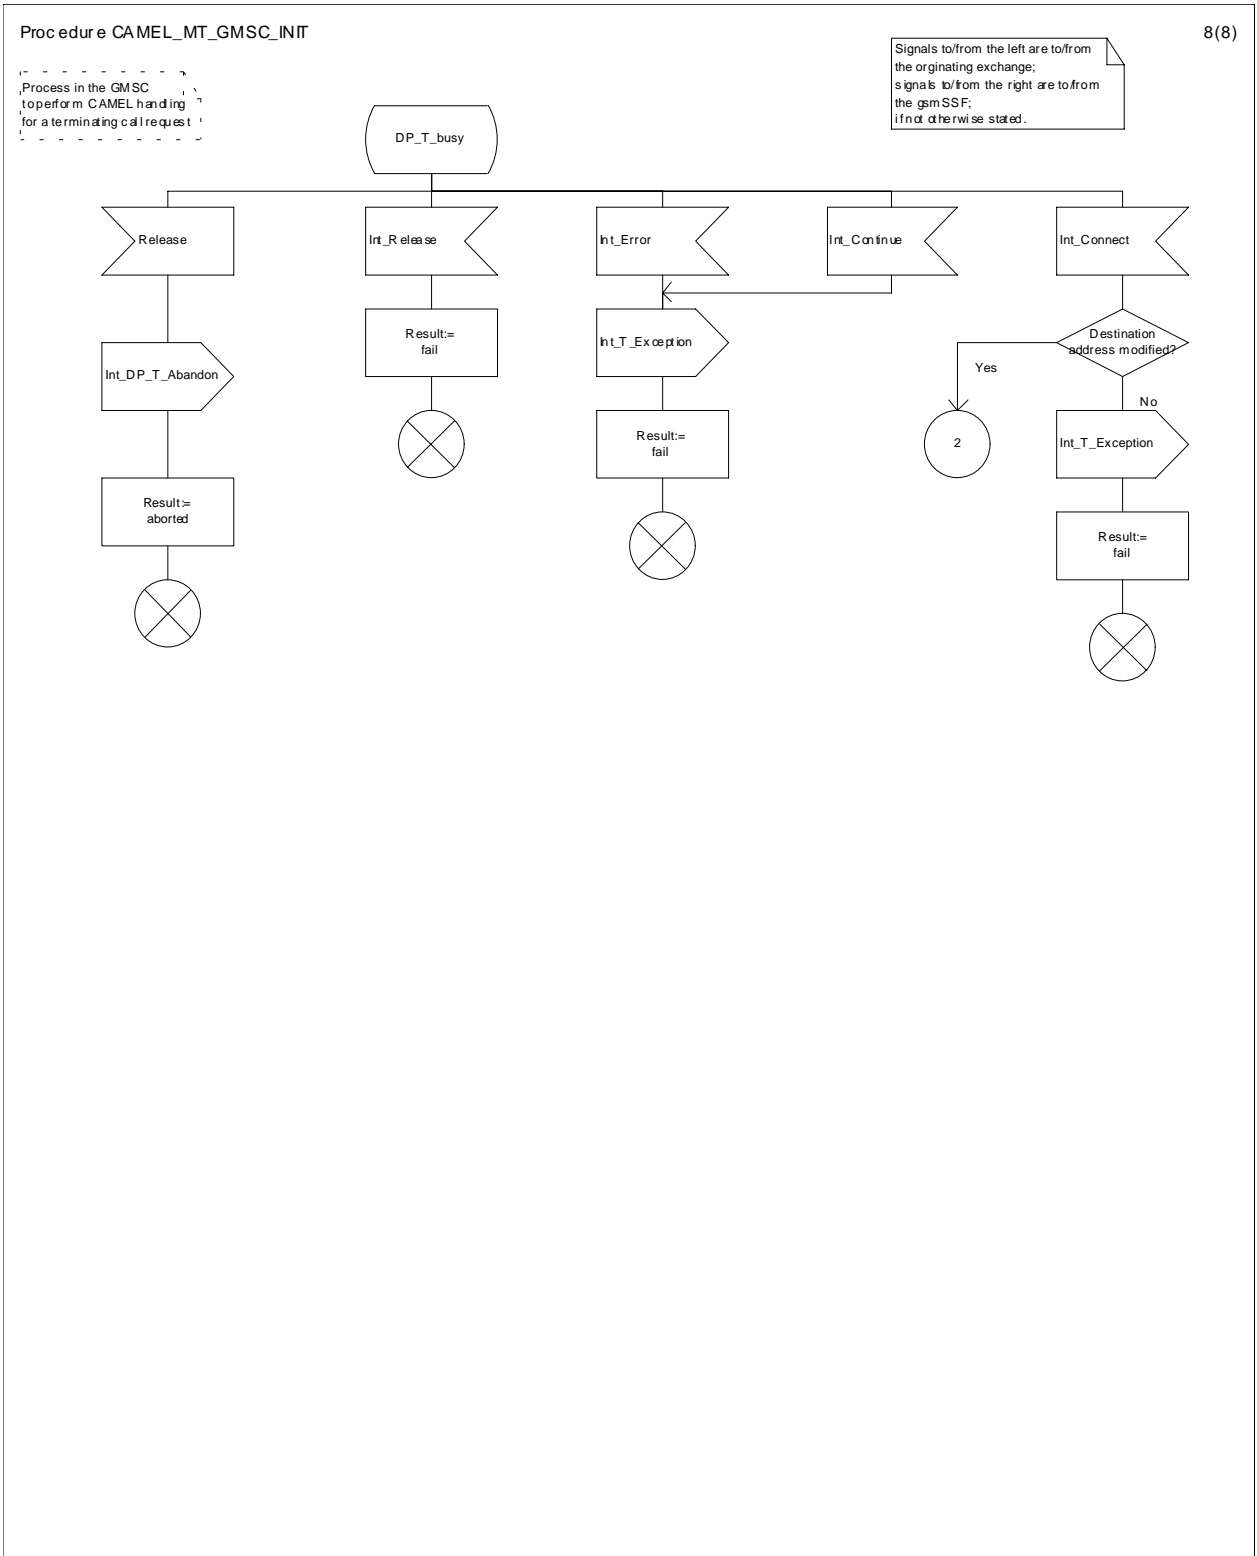 Procedure CAMEL_MT_GMSC_INIT
8(8)
Process in the GMSC
to perform CAMEL handling
for a terminating call request
Signals to/from the left are to/from
the orginating exchange;
signals to/from the right are to/from
the gsmSSF;
if not otherwise stated.
DP_T_busy
Release
Int_Release
Int_Error
Int_Continue
Int_Connect
Result:=
fail
Int_T_Exception
Destination
address modified?
Int_DP_T_Abandon
Yes
No
Result:=
fail
2
Int_T_Exception
Result:=
aborted
Result:=
fail